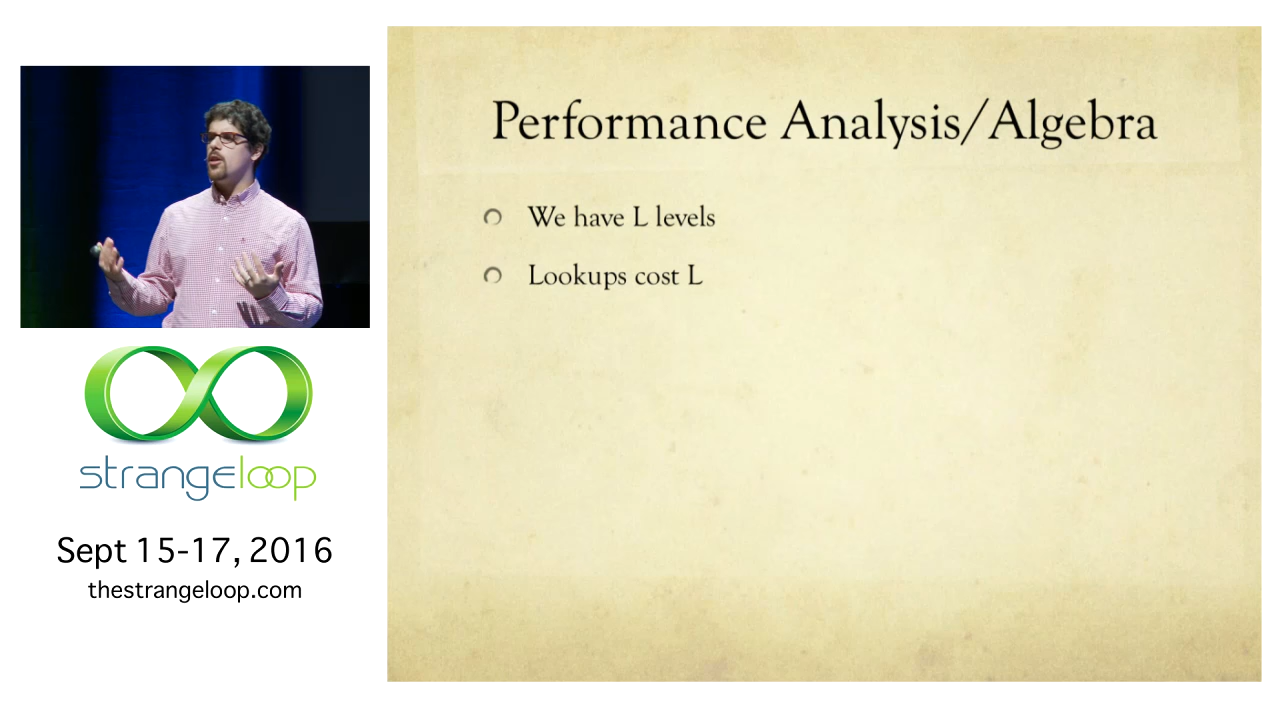 Performance Analysis/Algebra
We have L levels
Lookups cost L
strangeloop
Sept 15-17, 2016
thestrangeloop.com